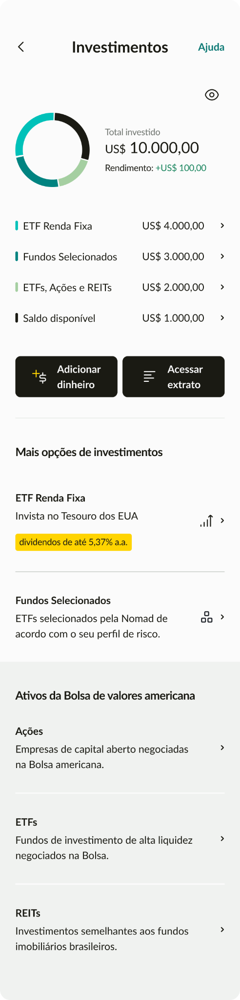 Investimentos
Ajuda
Total investido
US$ 10.000,00
Rendimento: +US$ 100,00
ETF Renda Fixa US$ 4.000,00
Fundos Selecionados US$ 3.000,00
ETFs, Ações e REITs US$ 2.000,00
Saldo disponível US$ 1.000,00
Adicionar
dinheiro
Acessar
extrato
Mais opções de investimentos
ETF Renda Fixa
Invista no Tesouro dos EUA
dividendos de até 5,37% a.a.
Fundos Selecionados
ETFs selecionados pela Nomad de
acordo com o seu perfil de risco.
Ativos da Bolsa de valores americana
Ações
Empresas de capital aberto negociadas
na Bolsa americana.
ETFs
Fundos de investimento de alta liquidez
negociados na Bolsa.
REITs
Investimentos semelhantes aos fundos
imobiliários brasileiros.